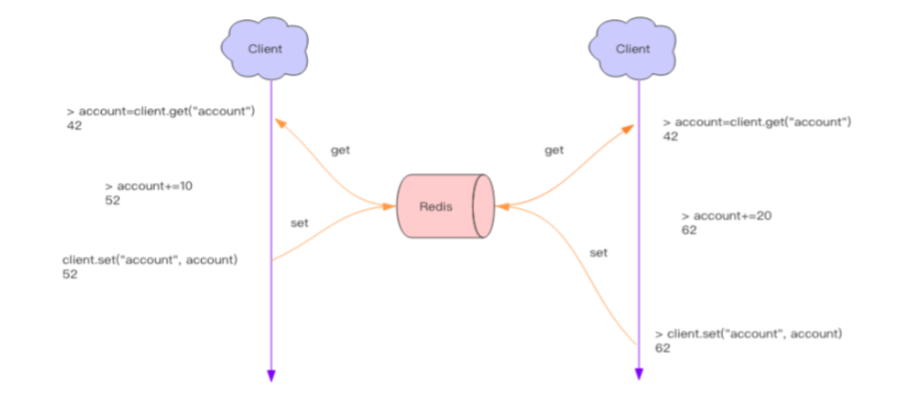 Client
Client
> account=client.get("account")
42
> account=client.get("account")
42
get
get
> account+=10
52
Redis
> account+=20
62
set
set
client.set("account", account)
52
> client.set("account", account)
62